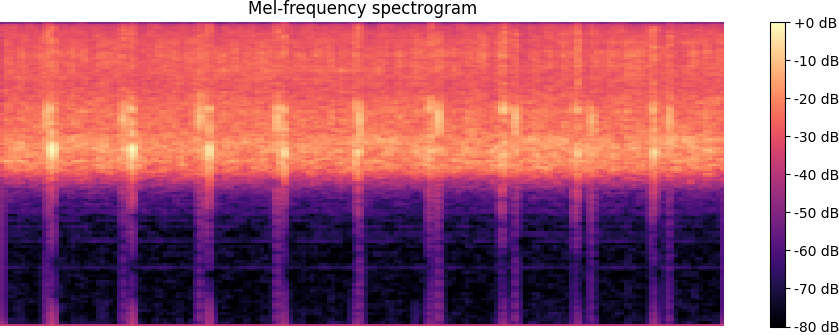 Mel-frequency spectrogram
+0 dB
-10 dB
-20 dB
-30 dB
-40 dB
-50 dB
-60 dB
-70 dB
-80 dB